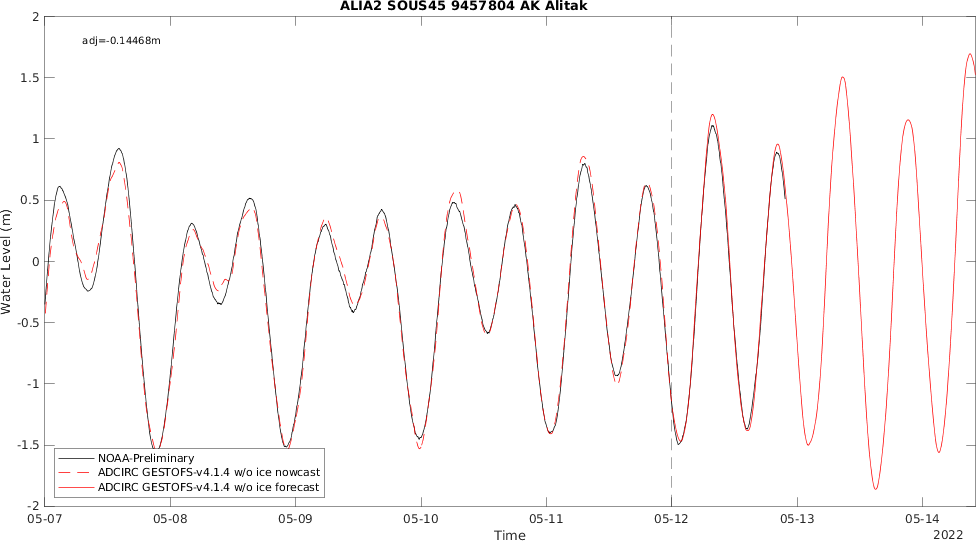 ALIA2 SOUS45 9457804 AK Alitak
adj=-0.14468m
2
1.5
1
0.5
0
-0.5
-1
-1.5
-2
Water Level (m)
NOAA-Preliminary
ADCIRC GESTOFS-v4.1.4 w/o ice nowcast
ADCIRC GESTOFS-v4.1.4 w/o ice forecast
05-07 05-08 05-09 05-10 05-11 05-12 05-13 05-14
Time
2022